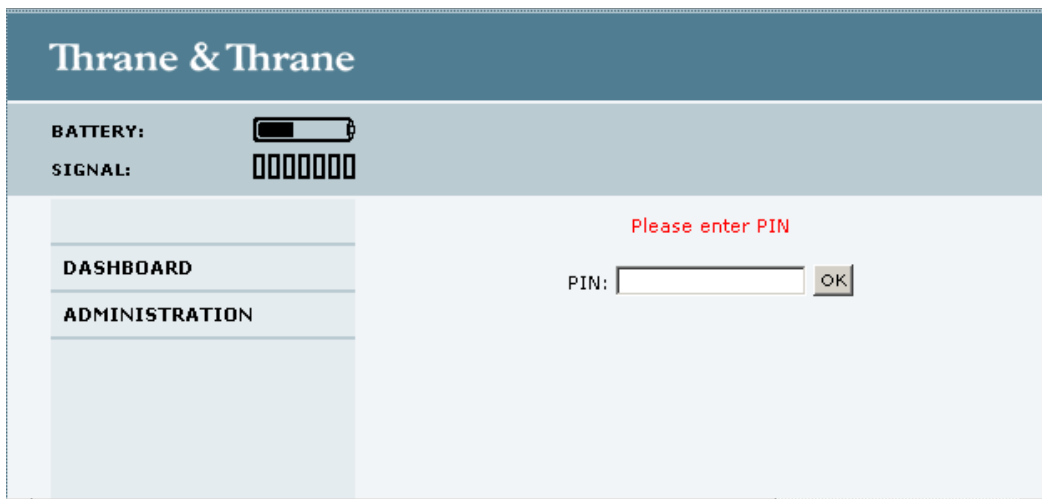 Thrane & Thrane
BATTERY:
SIGNAL:
Please enter PIN
DASHBOARD
PIN: OK
ADMINISTRATION